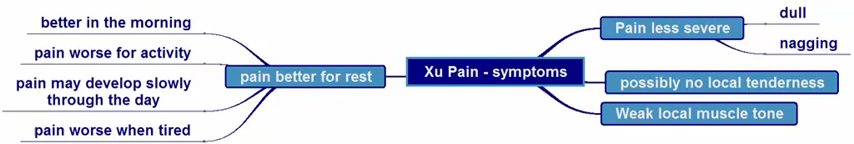 better in the morning
pain worse for activity
pain may develop slowly
through the day
pain worse when tired
pain better for rest
Xu Pain - symptoms
Pain less severe
dull
nagging
possibly no local tenderness
Weak local muscle tone